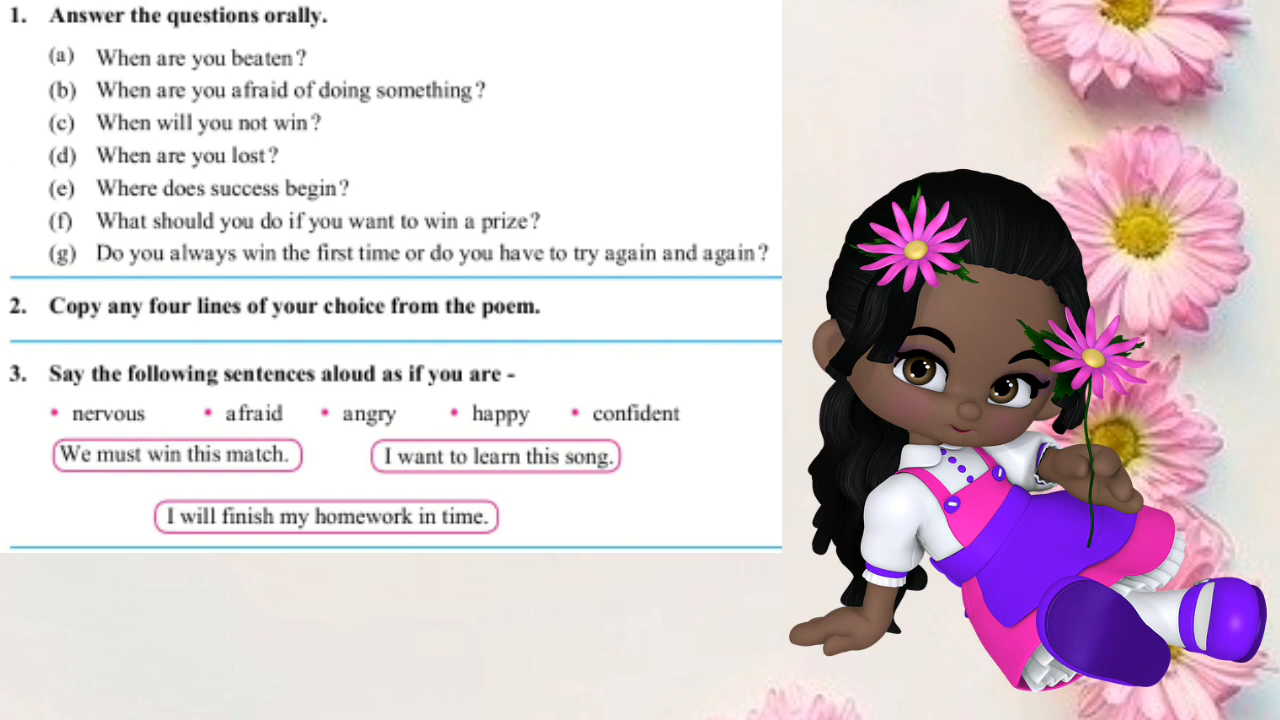 1. Answer the questions orally.
(a) When are you beaten?
(b) When are you afraid of doing something?
(c) When will you not win?
(d) When are you lost?
(e) Where does success begin?
(f) What should you do if you want to win a prize?
(g) Do you always win the first time or do you have to try again and again?
2. Copy any four lines of your choice from the poem.
3. Say the following sentences aloud as if you are -
• nervous • afraid • angry • happy • confident
We must win this match. I want to learn this song.
I will finish my homework in time.